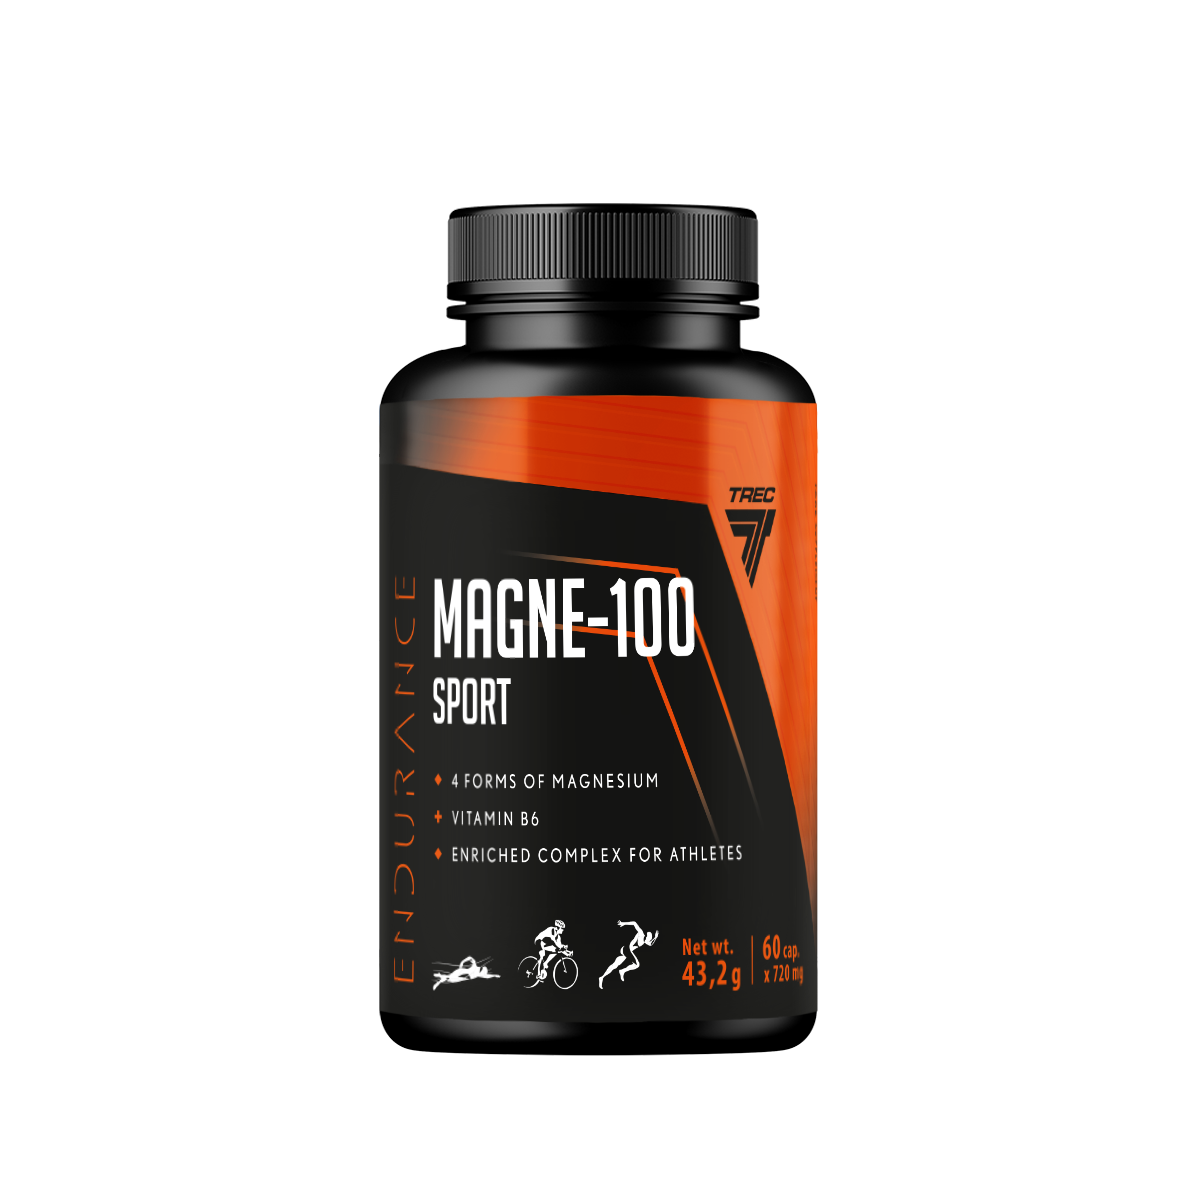 TREC
ENDURANCE
MAGNE-100
SPORT
4 FORMS OF MAGNESIUM
VITAMIN B6
ENRICHED COMPLEX FOR ATHLETES
Net wt.
43,2g
60 cap.
x 720 mg